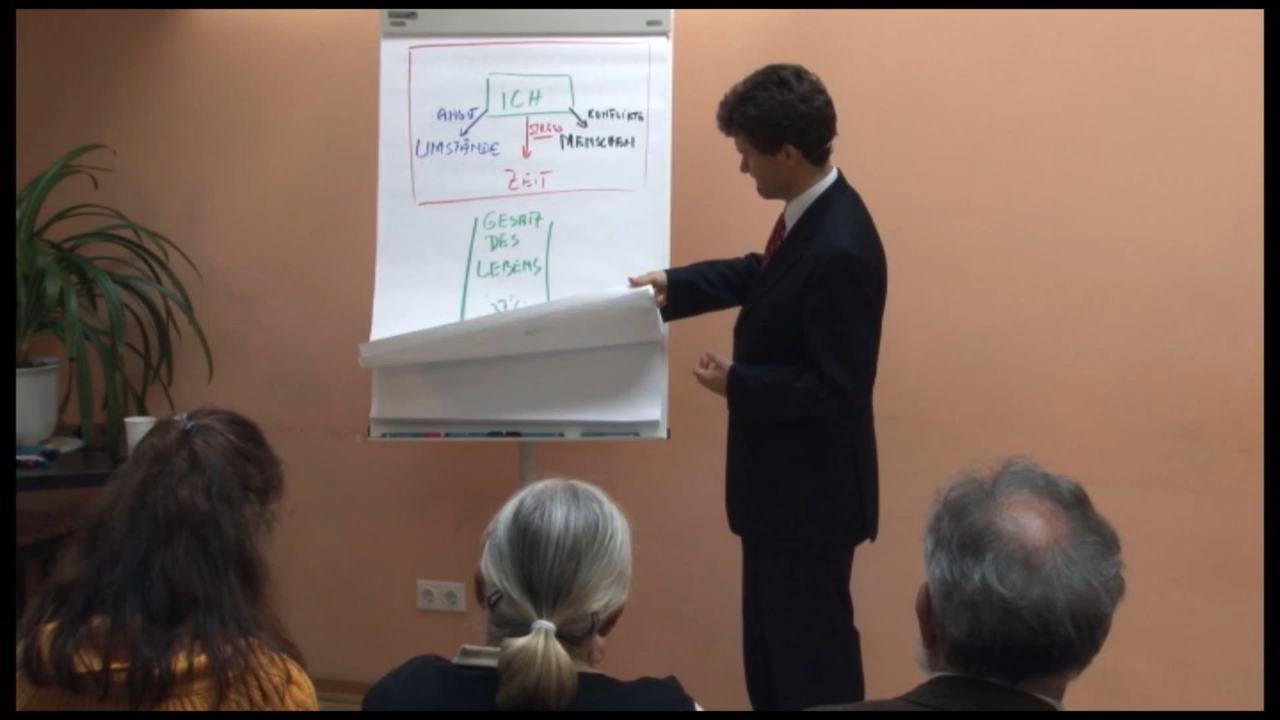 ICH
ANGST
STRESS
KONFLIKTE
UMSTÄNDE
MENSCHEN
ZEIT
GESETZ
DES
LEBENS